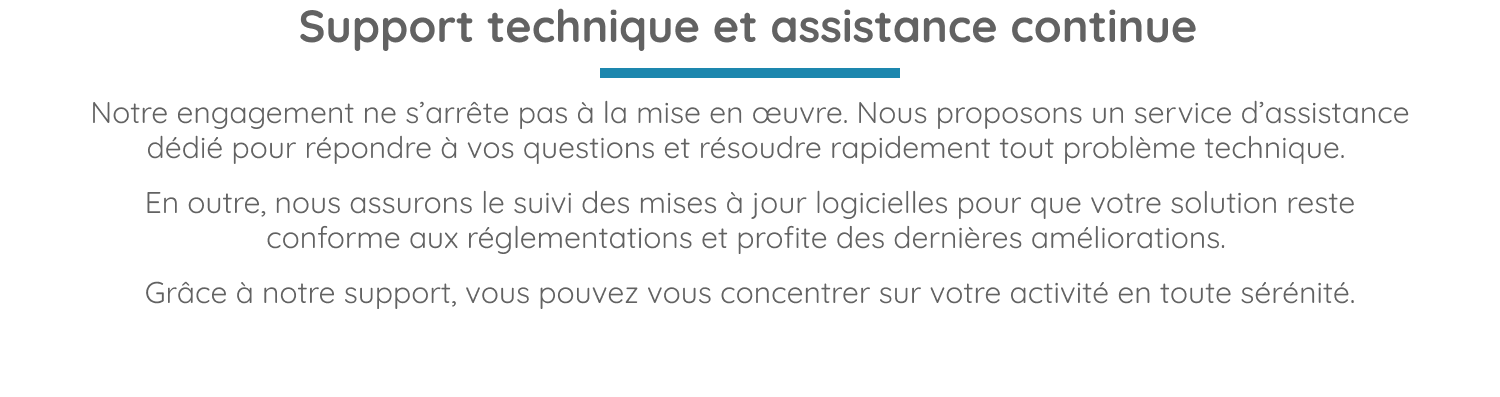 Support technique et assistance continue
Notre engagement ne s’arrête pas à la mise en œuvre. Nous proposons un service d’assistance
dédié pour répondre à vos questions et résoudre rapidement tout problème technique.
En outre, nous assurons le suivi des mises à jour logicielles pour que votre solution reste
conforme aux réglementations et profite des dernières améliorations.
Grâce à notre support, vous pouvez vous concentrer sur votre activité en toute sérénité.